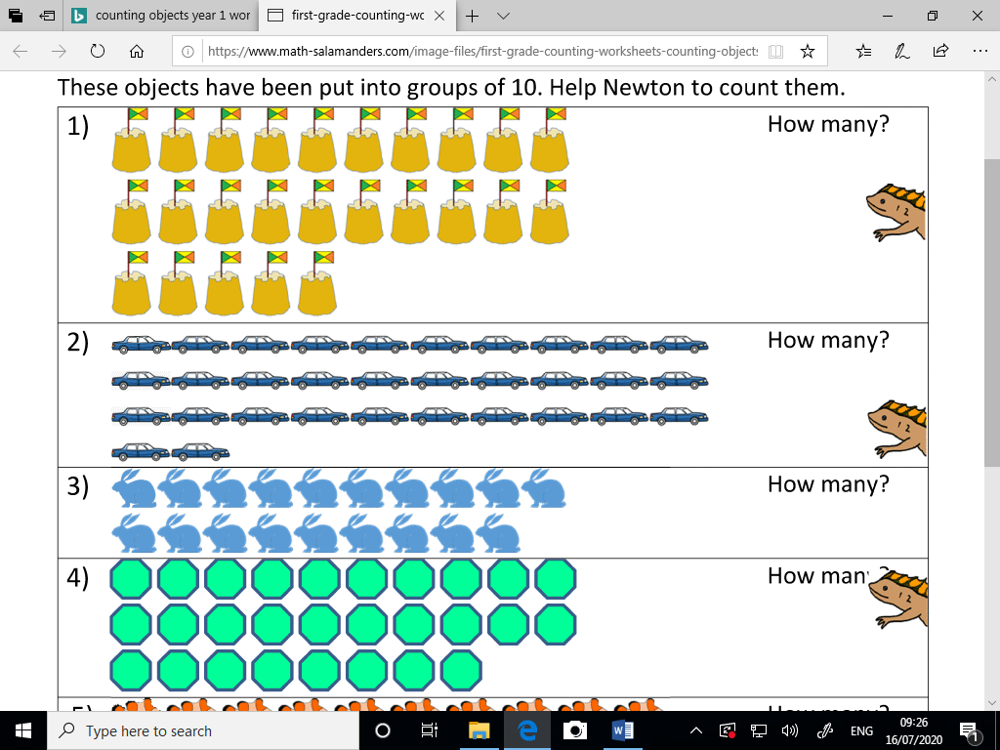 counting objects year 1 wor
first-grade-counting-wc
https://www.math-salamanders.com/image-files/first-grade-counting-worksheets-counting-objects
These objects have been put into groups of 10. Help Newton to count them.
1) How many?
2) How many?
3) How many?
4) How man
How many?
Type here to search
ENG
09:26
16/07/2020
1